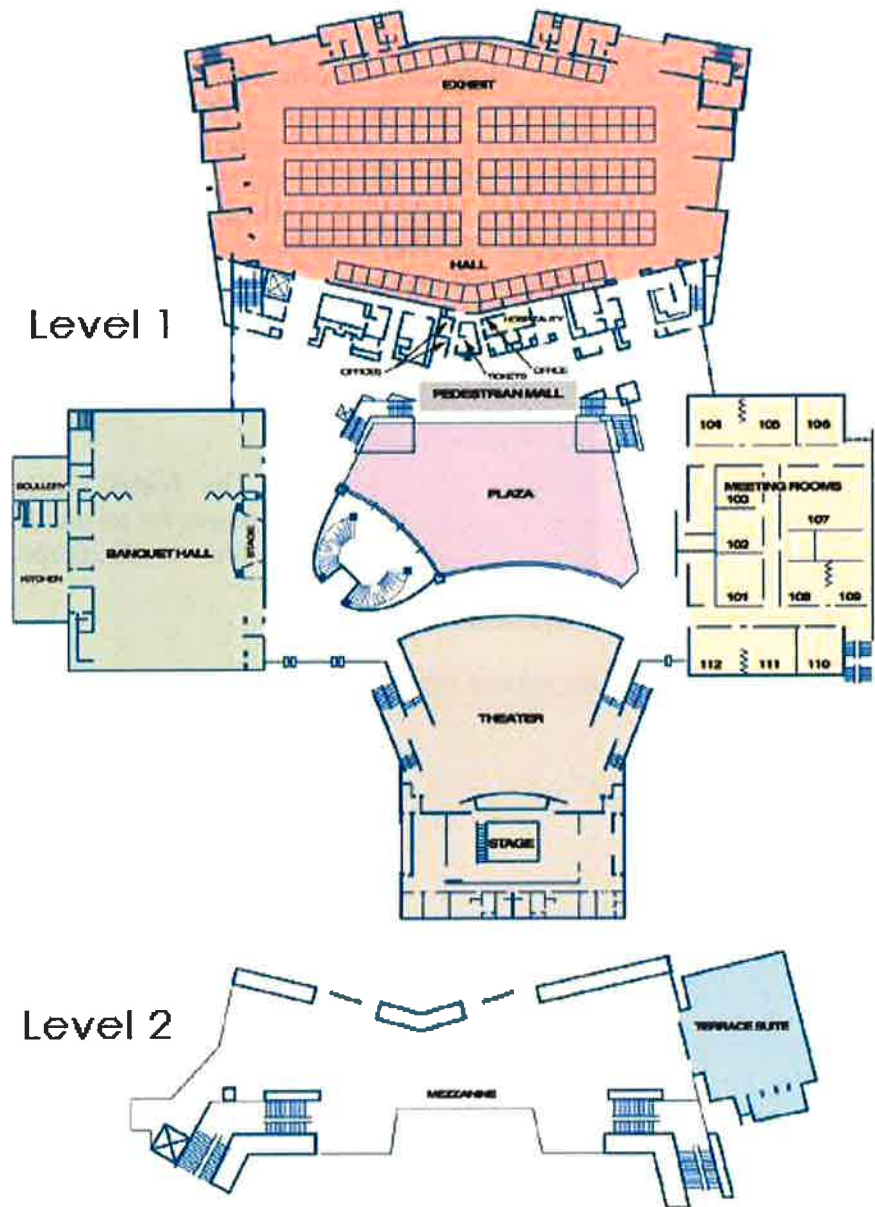 EXHIBIT
HALL
Level 1
HOSPITALITY
OFFICES
TICKETS
OFFICE
PEDESTRIAN MALL
104
105
106
SCULLERY
MEETING ROOMS
PLAZA
103
107
BANQUET HALL
STAGE
102
KITCHEN
101
108
109
112
111
110
THEATER
STAGE
Level 2
TERRACE SUITE
MEZZANINE